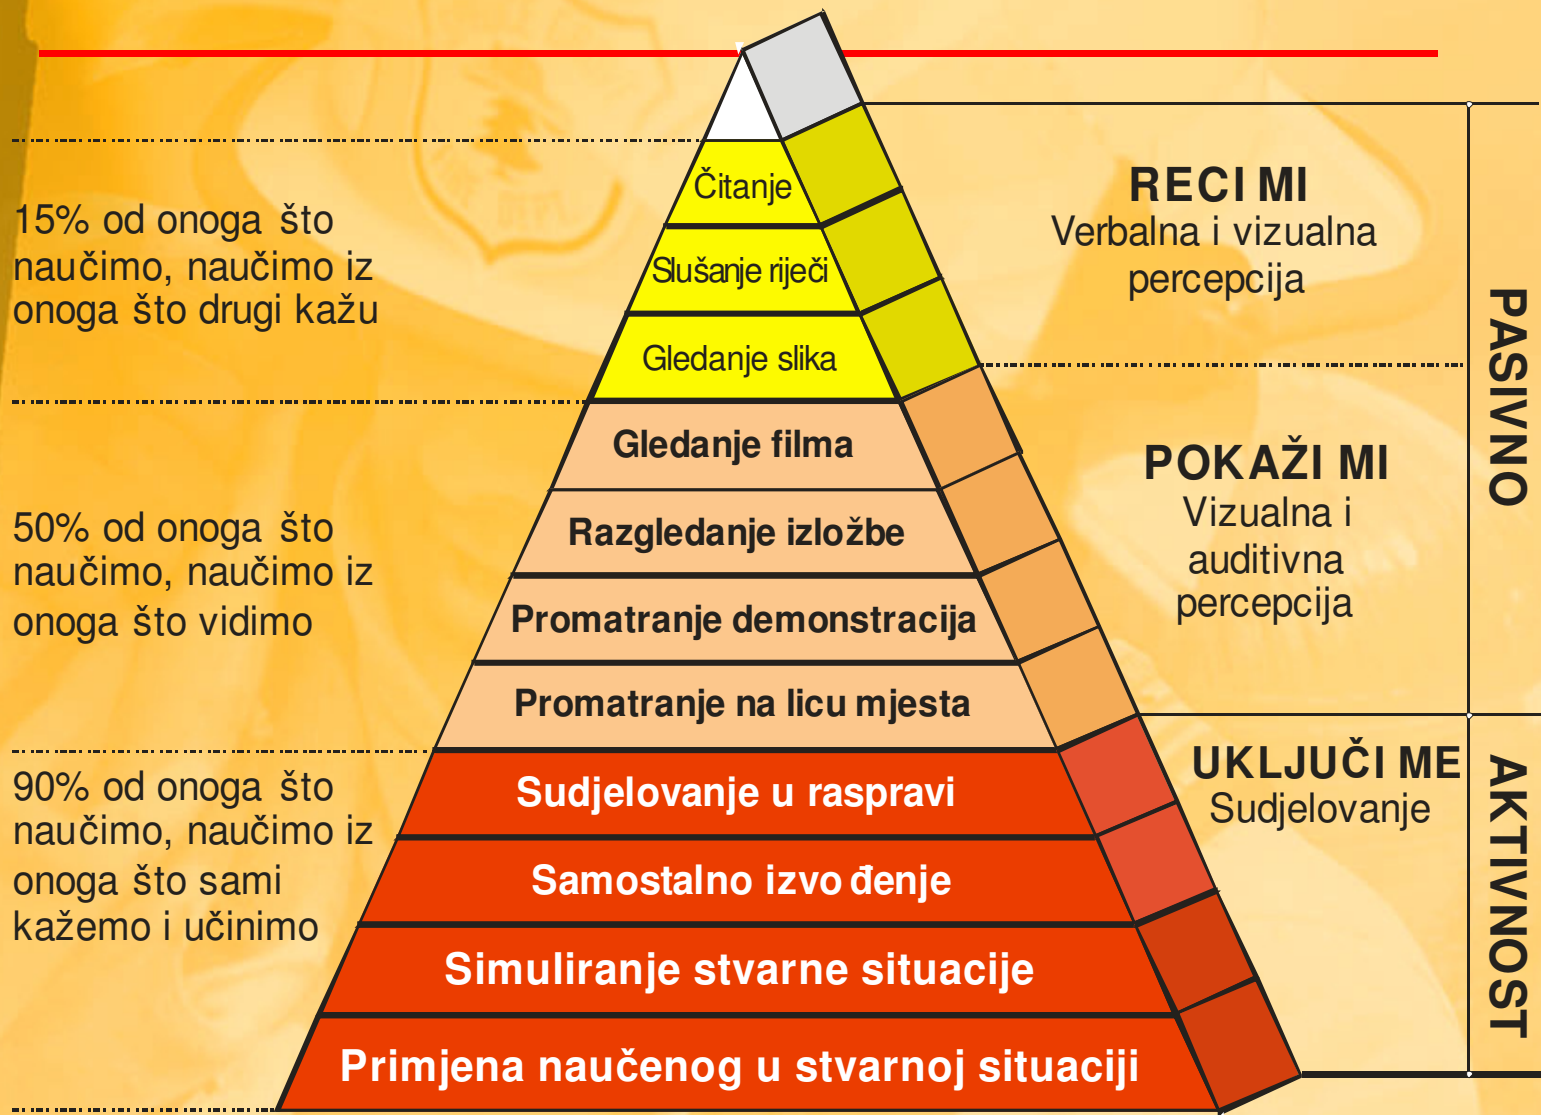 15% od onoga što
naučimo, naučimo iz
onoga što drugi kažu
50% od onoga što
naučimo, naučimo iz
onoga što vidimo
90% od onoga što
naučimo, naučimo iz
onoga što sami
kažemo i učinimo
Čitanje
Slušanje riječi
Gledanje slika
Gledanje filma
Razgledanje izložbe
Promatranje demonstracija
Promatranje na licu mjesta
Sudjelovanje u raspravi
Samostalno izvođenje
Simuliranje stvarne situacije
Primjena naučenog u stvarnoj situaciji
RECI MI
Verbalna i vizualna
percepcija
POKAŽI MI
Vizualna i
auditivna
percepcija
UKLJUČI ME
Sudjelovanje
PASIVNO
AKTIVNOST